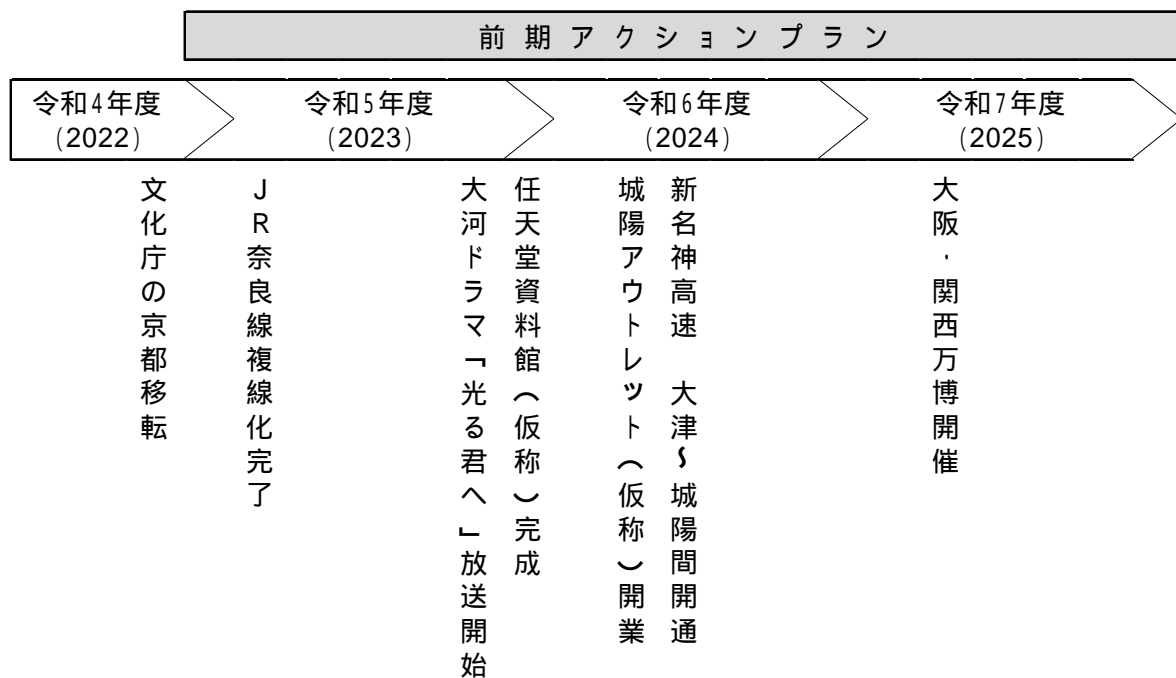 前期アクションプラン
令和4年度
(2022)
令和5年度
(2023)
令和6年度
(2024)
令和7年度
(2025)
文化庁の京都移転
JR奈良線複線化完了
大河ドラマ「光る君へ」放送開始
任天堂資料館(仮称)完成
城陽アウトレット(仮称)開業
新名神高速 大津~城陽間開通
大阪・関西万博開催